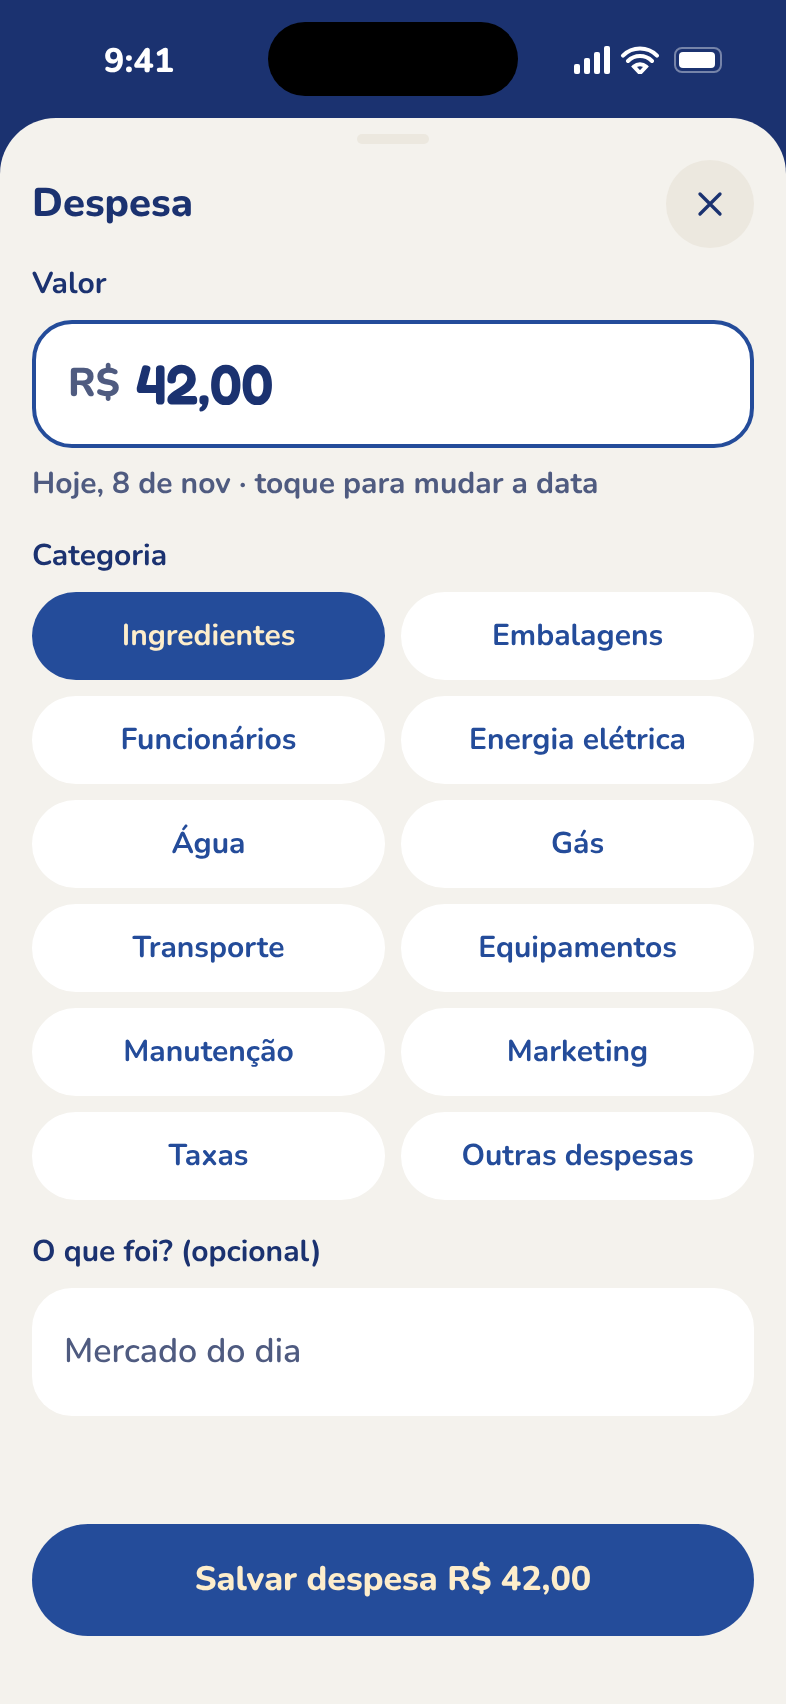 9:41
Despesa
Valor
R$ 42,00
Hoje, 8 de nov · toque para mudar a data
Categoria
Ingredientes
Embalagens
Funcionários
Energia elétrica
Água
Gás
Transporte
Equipamentos
Manutenção
Marketing
Taxas
Outras despesas
O que foi? (opcional)
Mercado do dia
Salvar despesa R$ 42,00